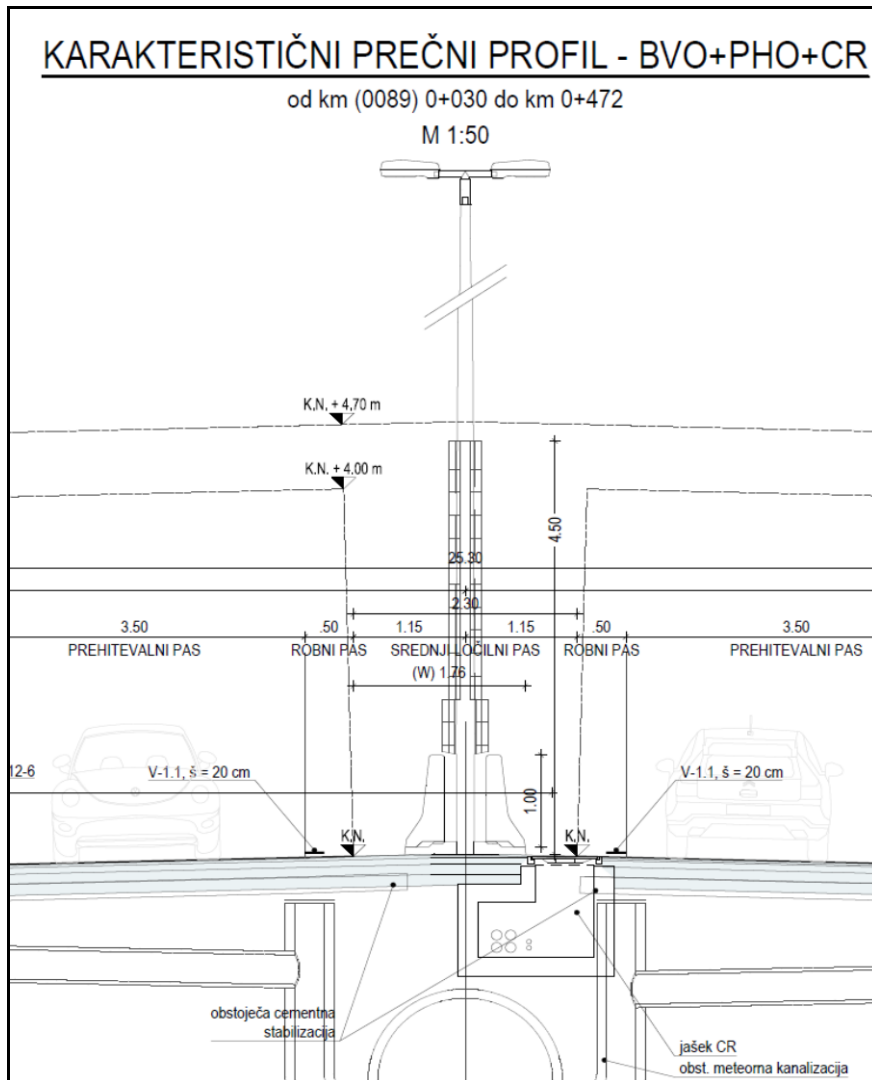 KARAKTERISTIČNI PREČNI PROFIL - BVO+PHO+CR
od km (0089) 0+030 do km 0+472
M 1:50
K.N. + 4,70 m
K.N. + 4.00 m
4.50
25.30
2.30
3.50 .50 1.15 1.15 .50 3.50
PREHITEVALNI PAS ROBNI PAS SREDNJI LOČILNI PAS ROBNI PAS PREHITEVALNI PAS
(W) 1.76
12-6 V-1.1, š = 20 cm V-1.1, š = 20 cm
1.00
K.N. K.N.
obstoječa cementna
stabilizacija
jašek CR
obst. meteorna kanalizacija